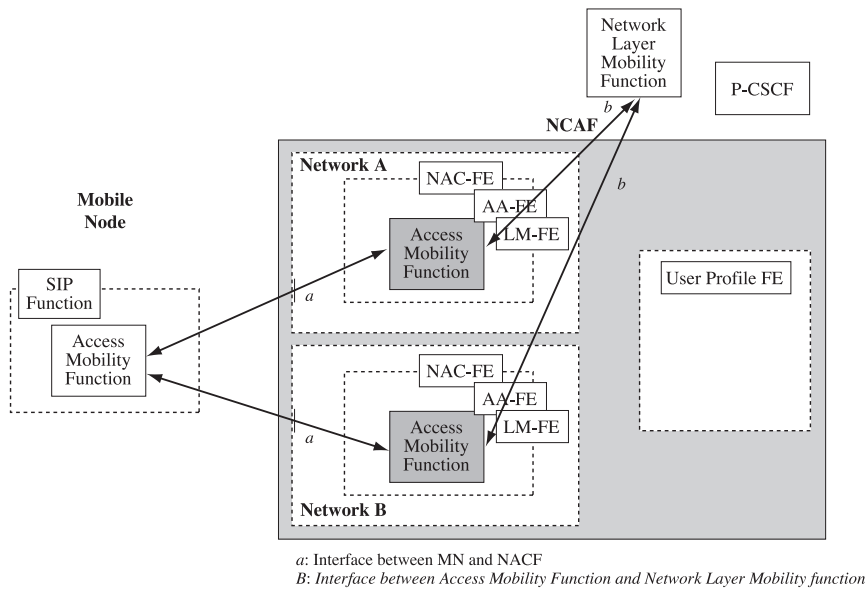 Network
Layer
Mobility
Function
P-CSCF
b
NCAF
Network A
NAC-FE
b
AA-FE
Mobile
Node
Access
Mobility
Function
LM-FE
SIP
Function
a
User Profile FE
Access
Mobility
Function
NAC-FE
AA-FE
Access
Mobility
Function
LM-FE
a
Network B
a: Interface between MN and NACF
B: Interface between Access Mobility Function and Network Layer Mobility function